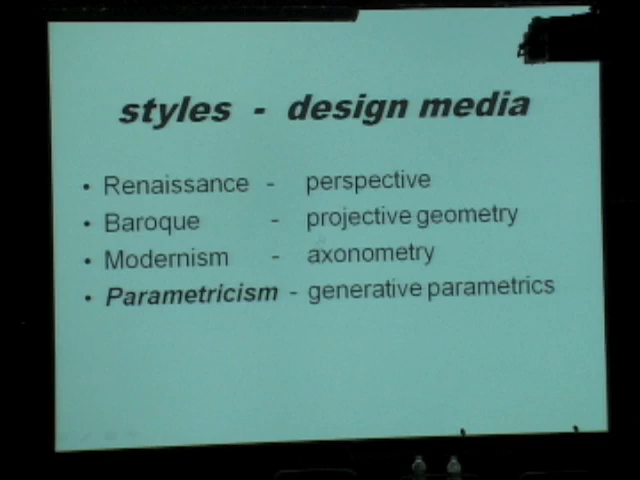 styles - design media
• Renaissance - perspective
• Baroque - projective geometry
• Modernism - axonometry
• Parametricism - generative parametrics